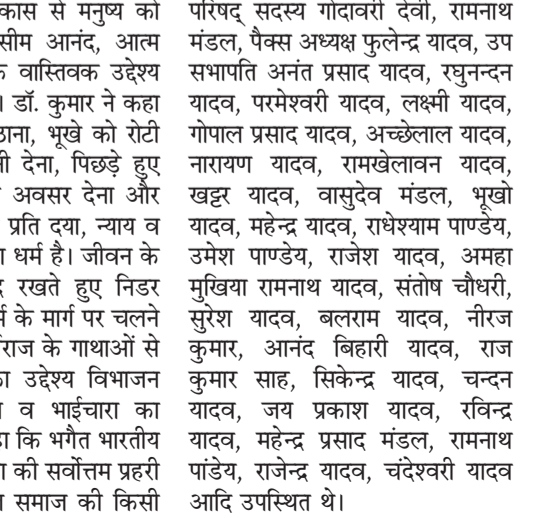 कास से मनुष्य को
सीम आनंद, आत्म
वास्तिवक उद्देश्य
। डॉ. कुमार ने कहा
ठाना, भूखे को रोटी
देना, पिछड़े हुए
अवसर देना और
प्रति दया, न्याय व
धर्म है। जीवन के
रखते हुए निडर
के मार्ग पर चलने
राज के गाथाओं से
उद्देश्य विभाजन
व भाईचारा का
कि भगैत भारतीय
की सर्वोत्तम प्रहरी
समाज की किसी
परिषद् सदस्य गोदावरी देवी, रामनाथ
मंडल, पैक्स अध्यक्ष फुलेन्द्र यादव, उप
सभापति अनंत प्रसाद यादव, रघुनन्दन
यादव, परमेश्वरी यादव, लक्ष्मी यादव,
गोपाल प्रसाद यादव, अच्छेलाल यादव,
नारायण यादव, रामखेलावन यादव,
खट्टर यादव, वासुदेव मंडल, भूखो
यादव, महेन्द्र यादव, राधेश्याम पाण्डेय,
उमेश पाण्डेय, राजेश यादव, अमहा
मुखिया रामनाथ यादव, संतोष चौधरी,
सुरेश यादव, बलराम यादव, नीरज
कुमार, आनंद बिहारी यादव, राज
कुमार साह, सिकेन्द्र यादव, चन्दन
यादव, जय प्रकाश यादव, रविन्द्र
यादव, महेन्द्र प्रसाद मंडल, रामनाथ
पांडेय, राजेन्द्र यादव, चंदेश्वरी यादव
आदि उपस्थित थे।